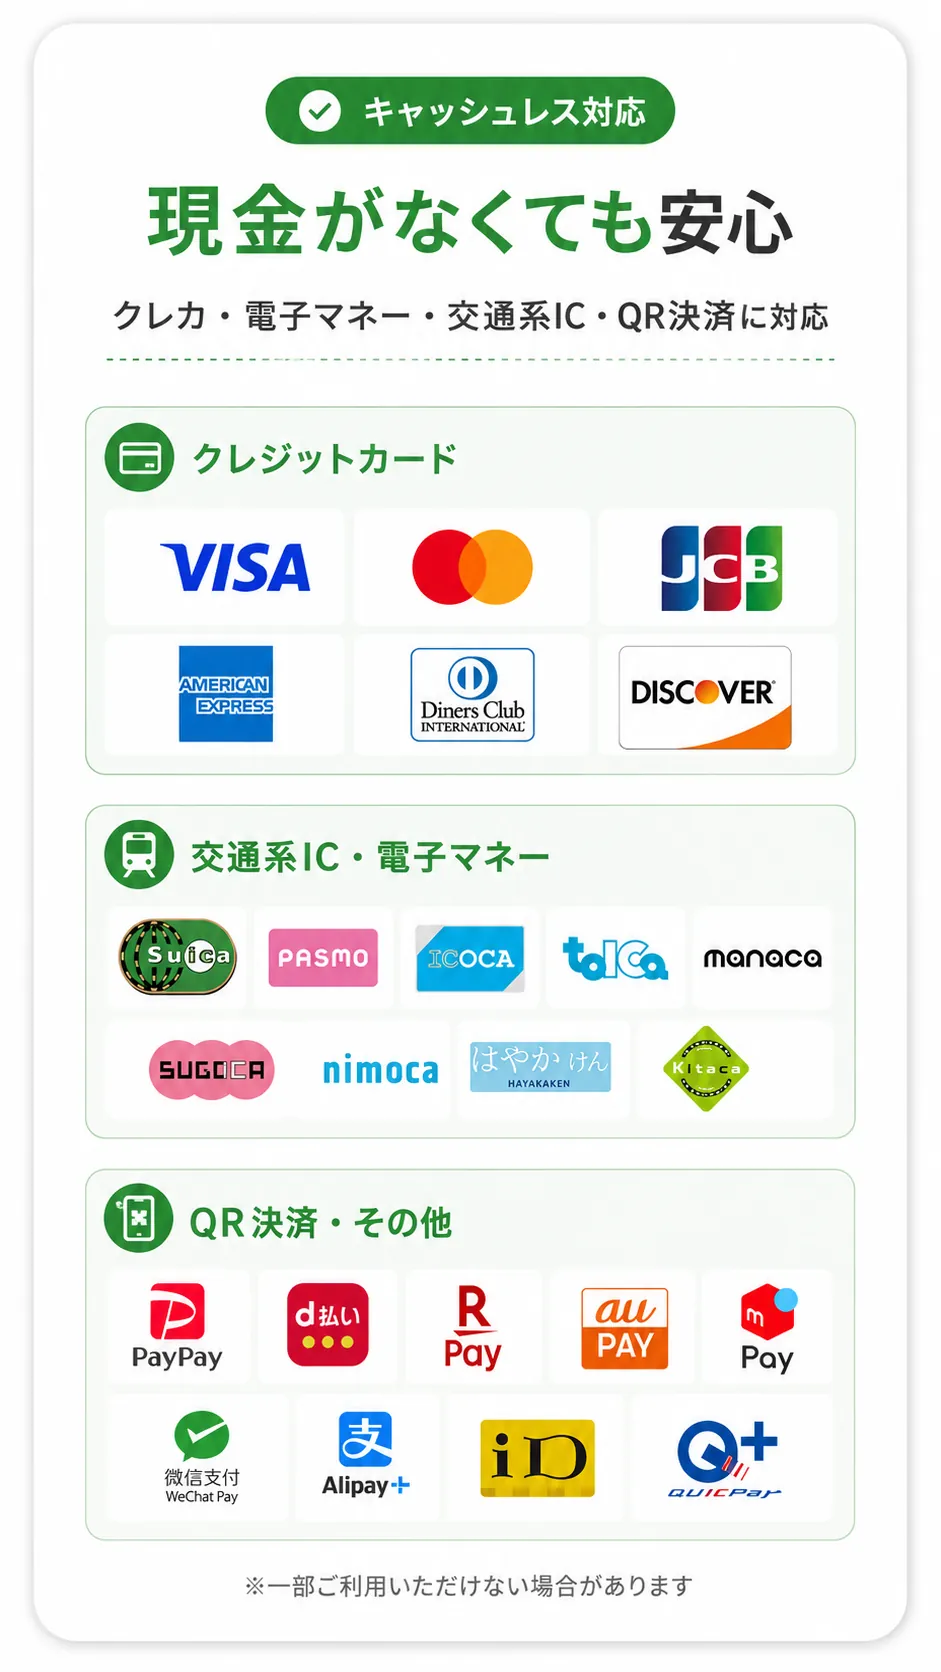 キャッシュレス対応
現金がなくても安心
クレカ・電子マネー・交通系IC・QR決済に対応
クレジットカード
VISA
JCB
AMERICAN
EXPRESS
Diners Club
INTERNATIONAL
DISCOVER
交通系IC・電子マネー
Suica
PASMO
ICOCA
toICa
manaca
SUGOCA
nimoca
はやかけん
HAYAKAKEN
Kitaca
QR決済・その他
P
PayPay
d払い
R
Pay
au
PAY
m
Pay
微信支付
WeChat Pay
支
Alipay+
iD
Q+
QUICPay
※一部ご利用いただけない場合があります